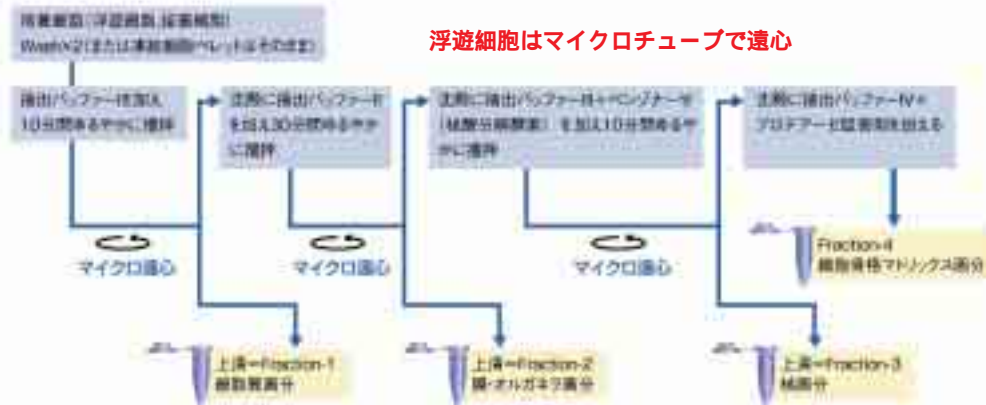 培養細胞(浮遊細胞、接着細胞)
Wash×2(または凍結細胞ペレットはそのまま)
浮遊細胞はマイクロチューブで遠心
抽出バッファーIを加え
10分間ゆるやかに攪拌
沈殿に抽出バッファーII
を加え30分間ゆるやか
に攪拌
沈殿に抽出バッファーIII+ベンゾナーゼ
(核酸分解酵素)を加え10分間ゆるや
かに攪拌
沈殿に抽出バッファーIV+
プロテアーゼ阻害剤を加える
マイクロ遠心
マイクロ遠心
マイクロ遠心
Fraction-4
細胞骨格マトリックス画分
上清=Fraction-1
細胞質画分
上清=Fraction-2
膜・オルガネラ画分
上清=Fraction-3
核画分